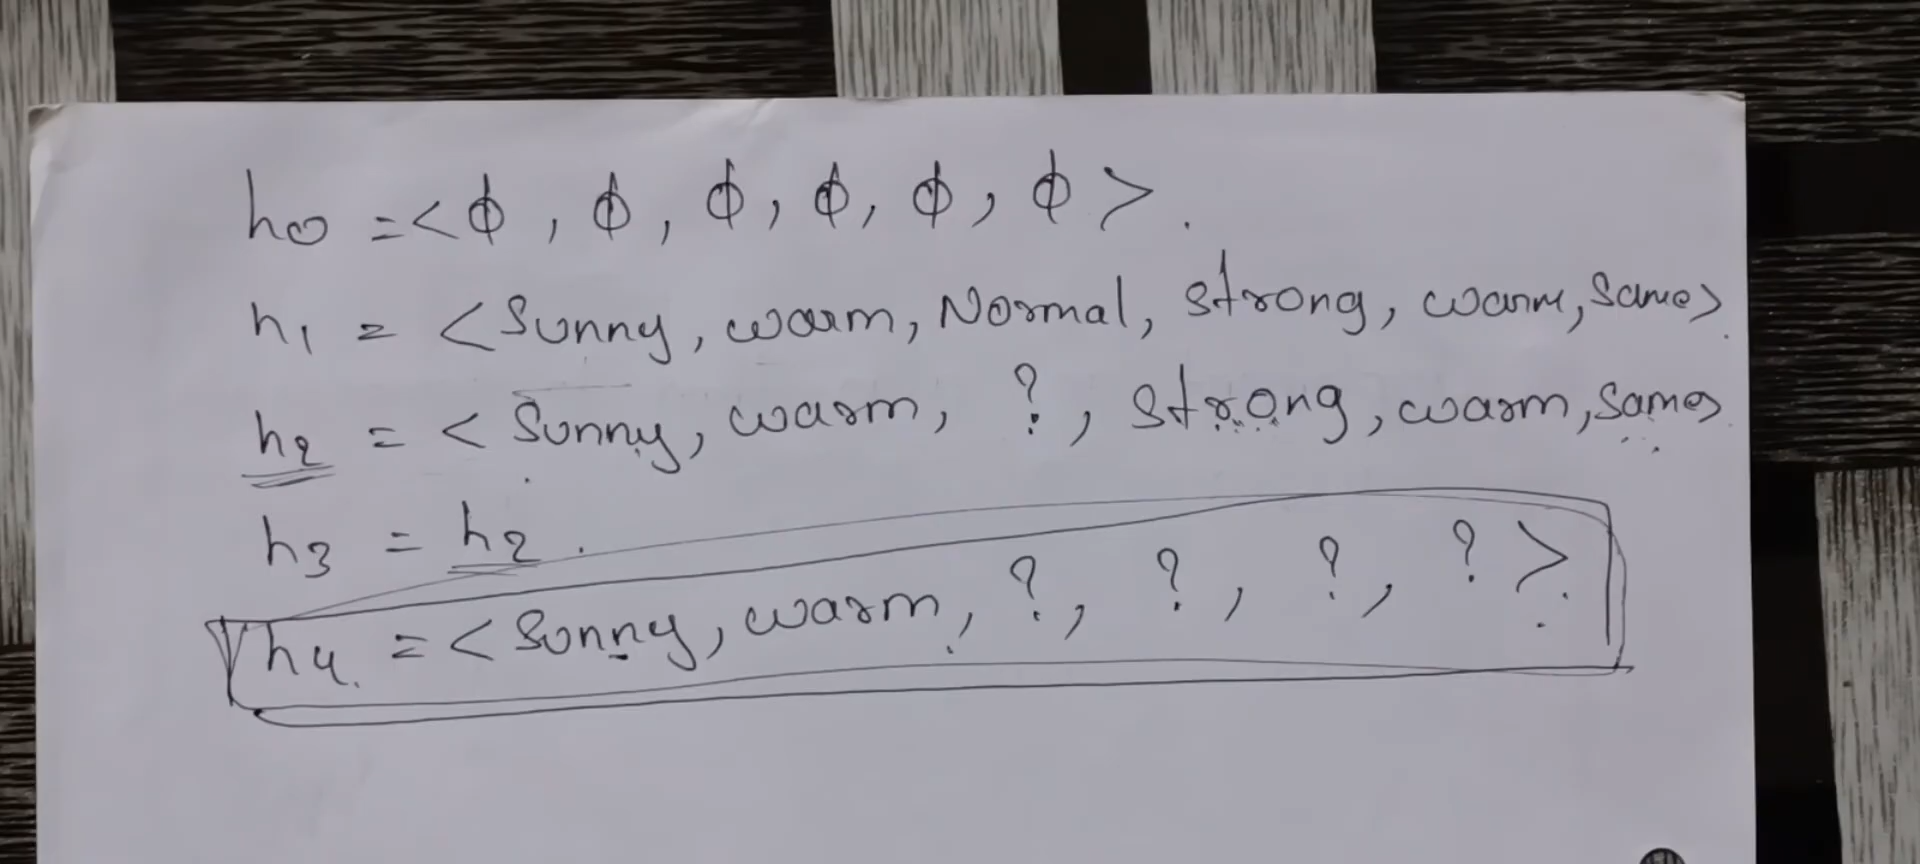 h0 = <ϕ, ϕ, ϕ, ϕ, ϕ, ϕ>.
h1 = <Sunny, warm, Normal, strong, warm, Same>.
h2 = <Sunny, warm, ?, strong, warm, Same>
h3 = h2.
h4. = <Sunny, warm, ?, ?, ?, ?>.